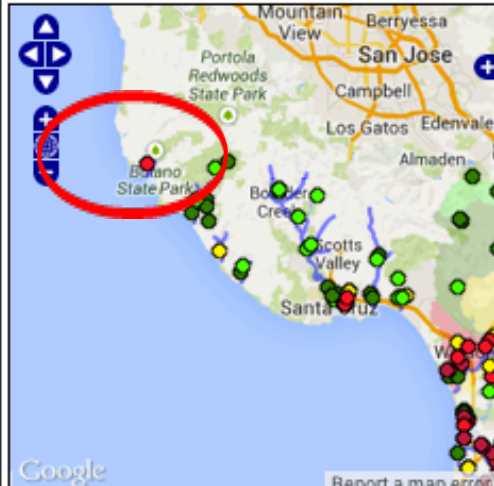 Mountain
View
Berryessa
San Jose
Portola
Redwoods
State Park
Campbell
Los Gatos
Edenvale
Almaden
Butano
State Park
Boulder
Creek
Scotts
Valley
Santa Cruz
Google
Report a map error